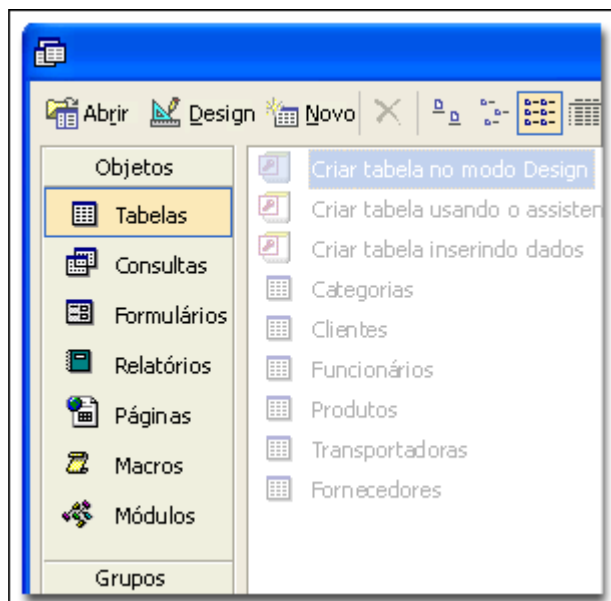 Abrir Design Novo
Objetos
Tabelas
Consultas
Formulários
Relatórios
Páginas
Macros
Módulos
Grupos
Criar tabela no modo Design
Criar tabela usando o assisten
Criar tabela inserindo dados
Categorias
Clientes
Funcionários
Produtos
Transportadoras
Fornecedores